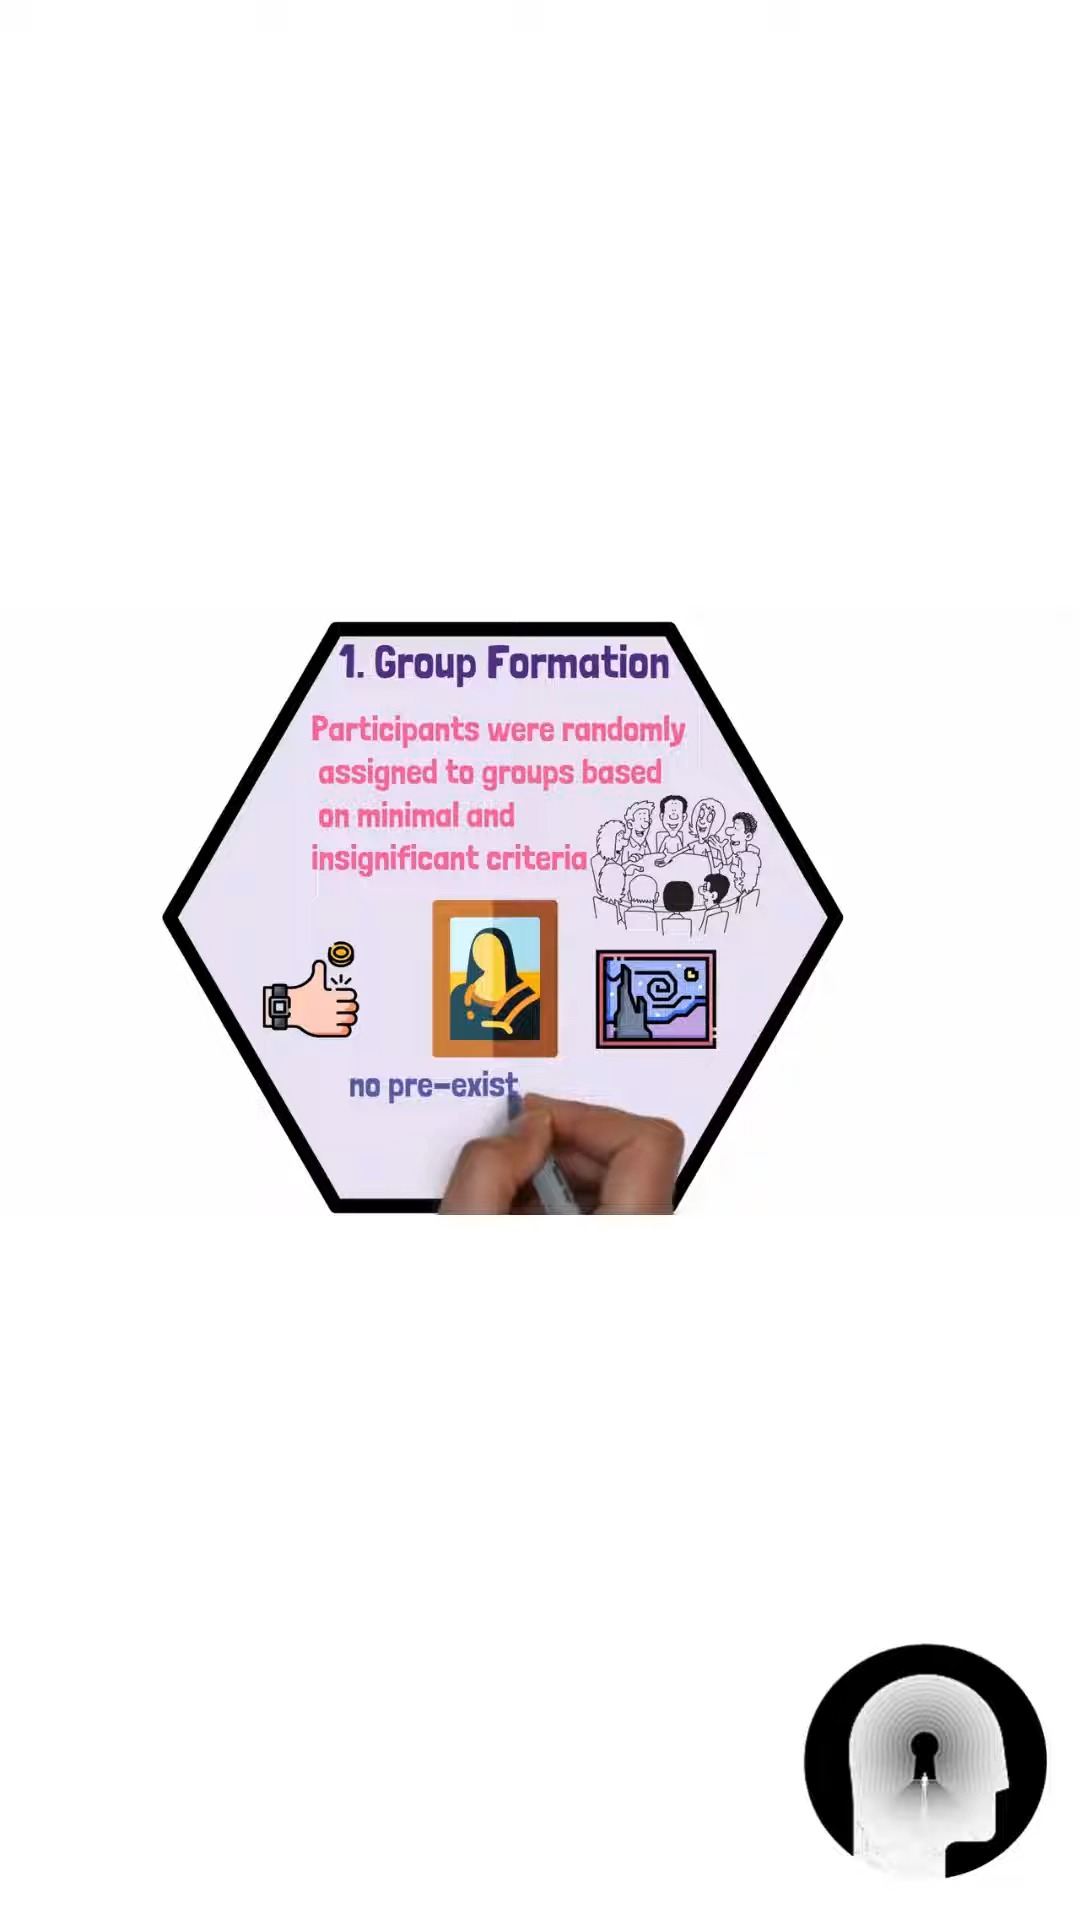 1. Group Formation
Participants were randomly
assigned to groups based
on minimal and
insignificant criteria
no pre-exist